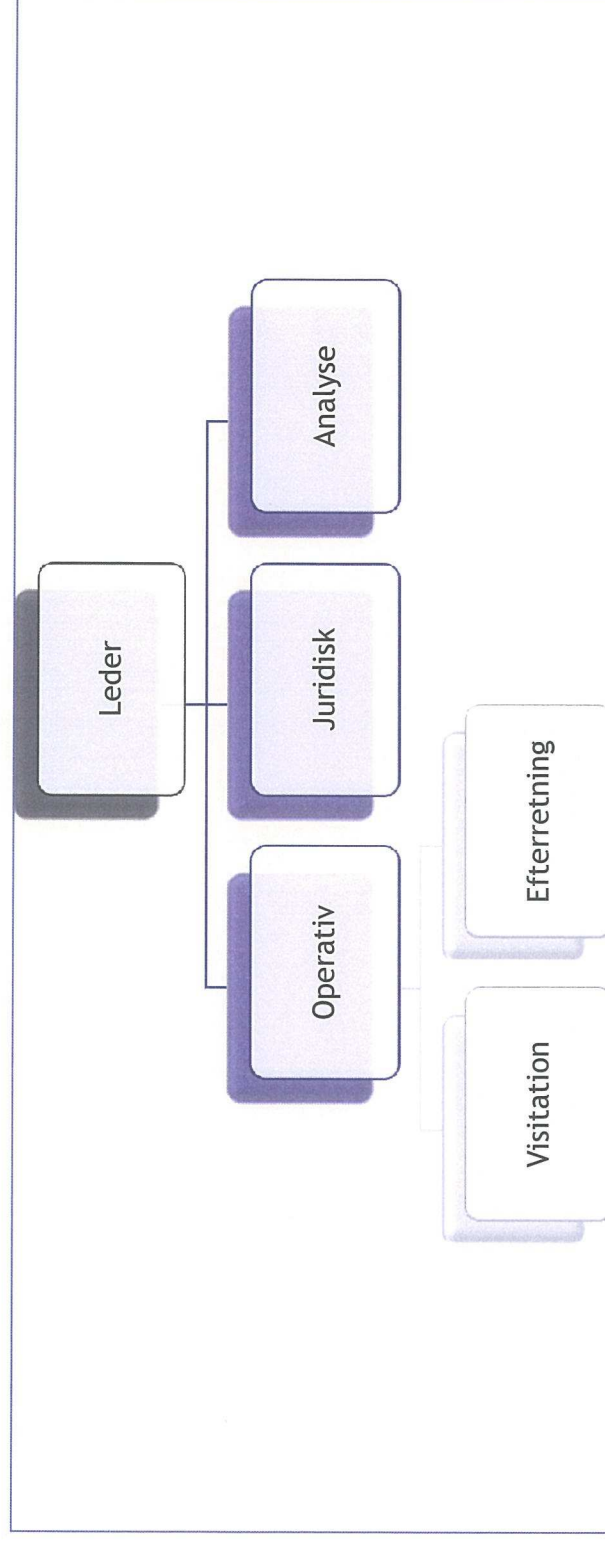 Leder
Operativ
Juridisk
Analyse
Visitation
Efterretning